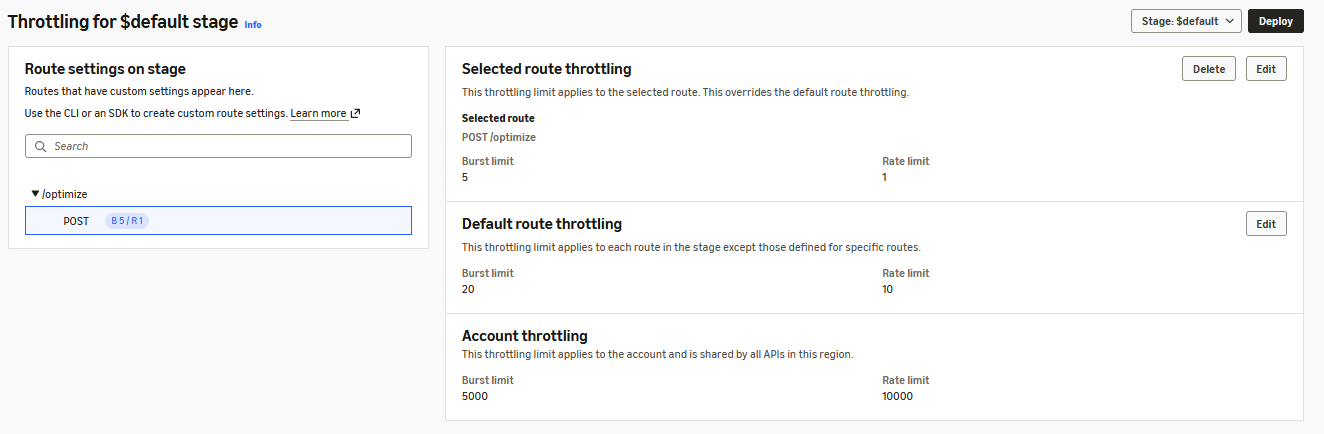 Throttling for $default stage Info
Stage: $default
Deploy
Route settings on stage
Routes that have custom settings appear here.
Use the CLI or an SDK to create custom route settings. Learn more
Search
/optimize
POST B 5 / R 1
Selected route throttling
Delete
Edit
This throttling limit applies to the selected route. This overrides the default route throttling.
Selected route
POST /optimize
Burst limit Rate limit
5 1
Default route throttling
Edit
This throttling limit applies to each route in the stage except those defined for specific routes.
Burst limit Rate limit
20 10
Account throttling
This throttling limit applies to the account and is shared by all APIs in this region.
Burst limit Rate limit
5000 10000